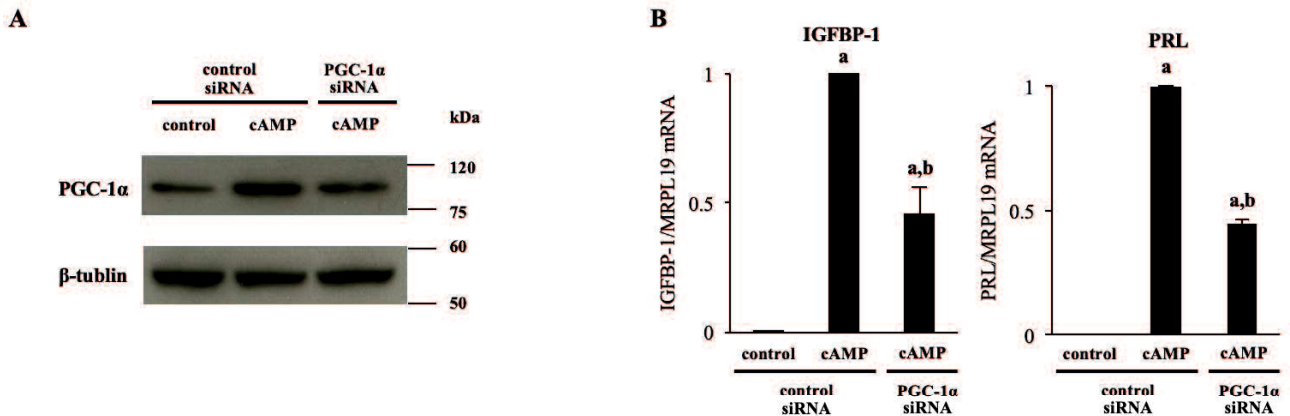 A
control
siRNA
PGC-1α
siRNA
control
cAMP
cAMP
kDa
PGC-1α
120
75
β-tublin
60
50
B
IGFBP-1
a
a,b
IGFBP-1/MRPL19 mRNA
1
0.5
0
control
cAMP
cAMP
control
siRNA
PGC-1α
siRNA
PRL
a
a,b
PRL/MRPL19 mRNA
1
0.5
0
control
cAMP
cAMP
control
siRNA
PGC-1α
siRNA